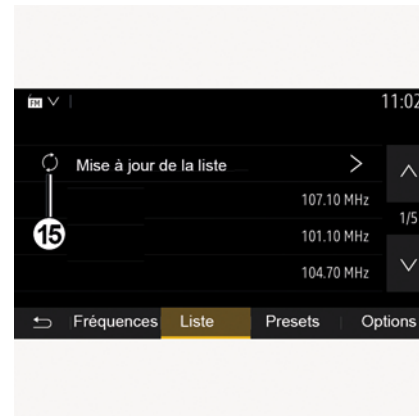 FM
11:02
Mise à jour de la liste
107.10 MHz
1/5
15
101.10 MHz
104.70 MHz
Fréquences Liste Presets Options